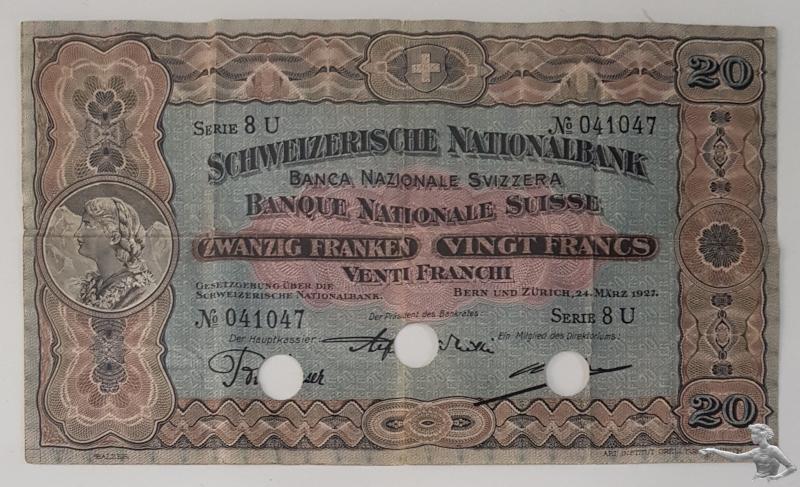 20
SERIE 8 U № 041047
SCHWEIZERISCHE NATIONALBANK
BANCA NAZIONALE SVIZZERA
BANQUE NATIONALE SUISSE
ZWANZIG FRANKEN VINGT FRANCS
VENTI FRANCHI
GESETZGEBUNG ÜBER DIE
SCHWEIZERISCHE NATIONALBANK.
BERN UND ZÜRICH, 24. MÄRZ 1927.
№ 041047 SERIE 8 U
Der Präsident des Bankrates
Der Hauptkassier: Ein Mitglied des Direktoriums:
20
BALZER ART. INSTITUT ORELL